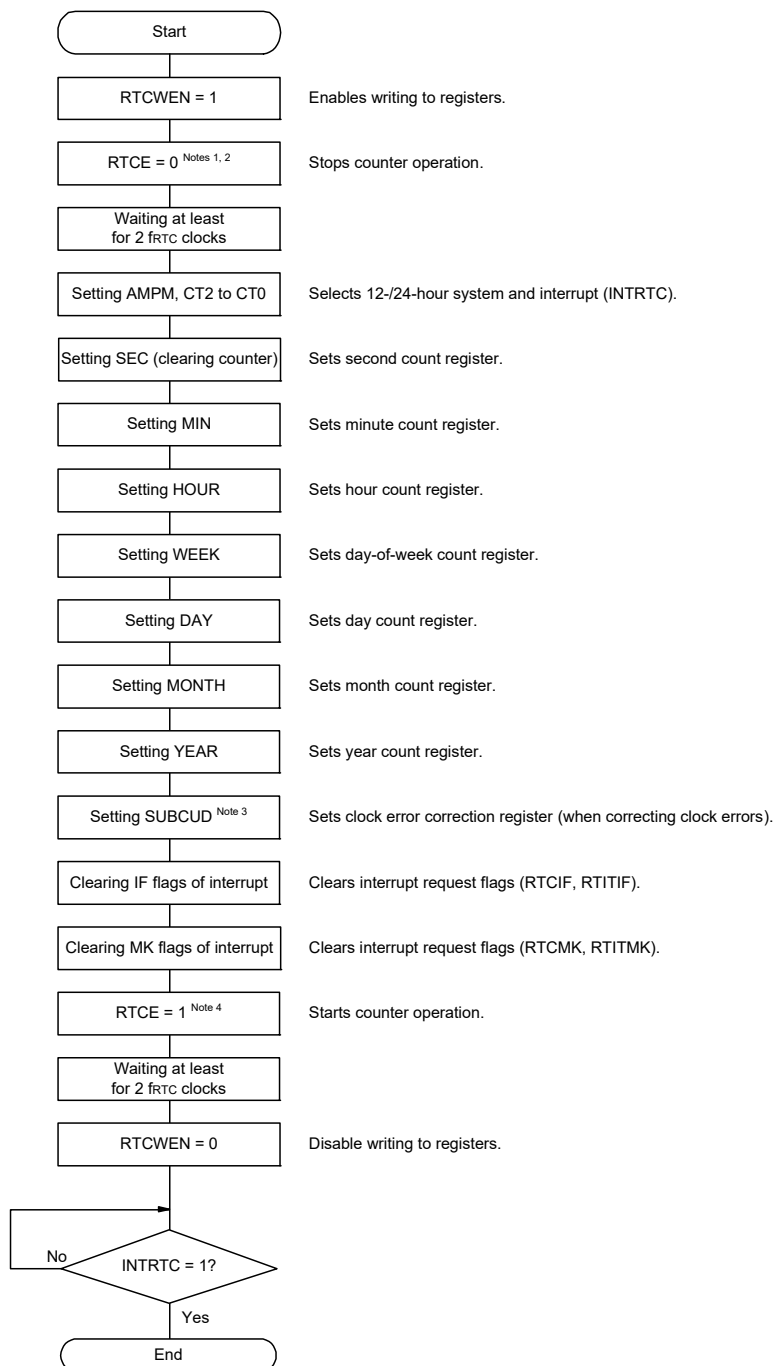 Start
RTCWEN = 1
Enables writing to registers.
RTCE = 0 Notes 1, 2
Stops counter operation.
Waiting at least
for 2 fRTC clocks
Setting AMPM, CT2 to CT0
Selects 12-/24-hour system and interrupt (INTRTC).
Setting SEC (clearing counter)
Sets second count register.
Setting MIN
Sets minute count register.
Setting HOUR
Sets hour count register.
Setting WEEK
Sets day-of-week count register.
Setting DAY
Sets day count register.
Setting MONTH
Sets month count register.
Setting YEAR
Sets year count register.
Setting SUBCUD Note 3
Sets clock error correction register (when correcting clock errors).
Clearing IF flags of interrupt
Clears interrupt request flags (RTCIF, RTITIF).
Clearing MK flags of interrupt
Clears interrupt request flags (RTCMK, RTITMK).
RTCE = 1 Note 4
Starts counter operation.
Waiting at least
for 2 fRTC clocks
RTCWEN = 0
Disable writing to registers.
No
INTRTC = 1?
Yes
End